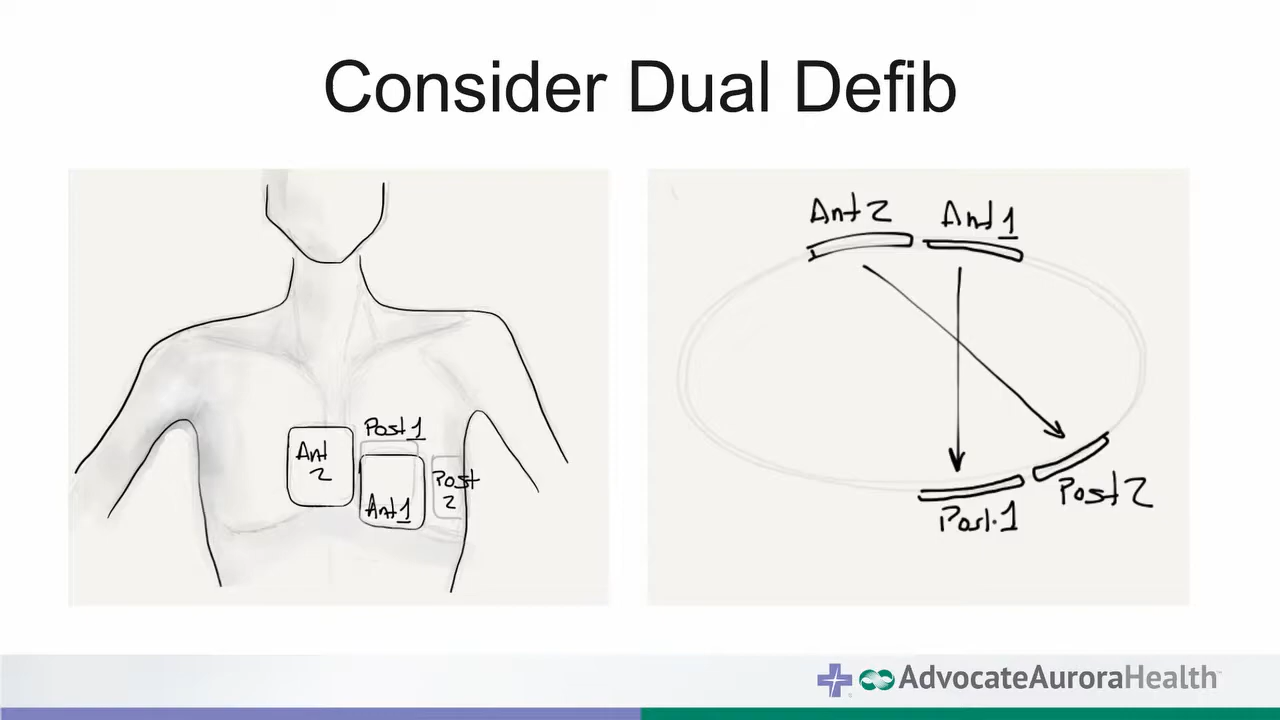 Consider Dual Defib
Post 1
Ant
2
Post
2
Ant 1
Ant 2
Ant 1
Post 2
Post. 1
AdvocateAuroraHealth